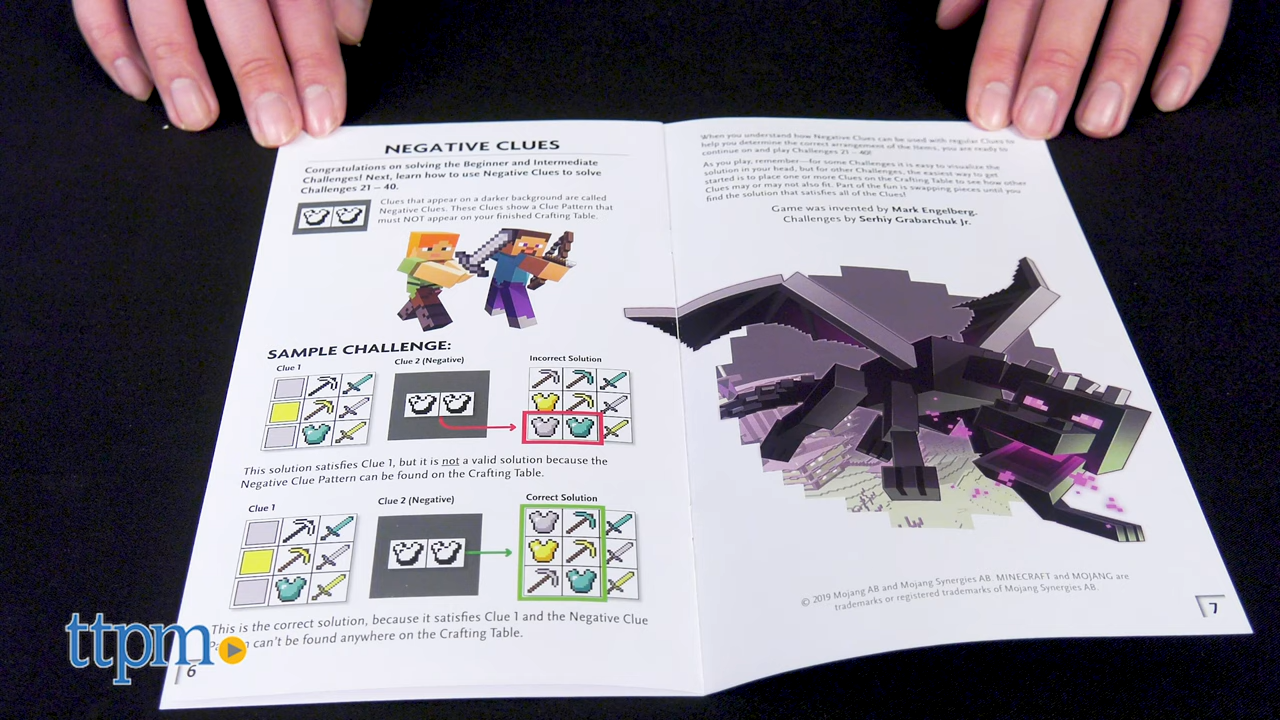 NEGATIVE CLUES
Congratulations on solving the Beginner and Intermediate
Challenges! Next, learn how to use Negative Clues to solve
Challenges 21 – 40.
Clues that appear on a darker background are called
Negative Clues. These Clues show a Clue Pattern that
must NOT appear on your finished Crafting Table.
SAMPLE CHALLENGE:
Clue 1
Clue 2 (Negative)
Incorrect Solution
This solution satisfies Clue 1, but it is not a valid solution because the
Negative Clue Pattern can be found on the Crafting Table.
Clue 1
Clue 2 (Negative)
Correct Solution
This is the correct solution, because it satisfies Clue 1 and the Negative Clue
can't be found anywhere on the Crafting Table.
6
ttpm
When you understand how Negative Clues can be used with regular Clues to
help you determine the correct arrangement of the Items, you are ready to
continue on and play Challenges 21 – 40!
As you play, remember—for some Challenges it is easy to visualize the
solution in your head, but for other Challenges, the easiest way to get
started is to place one or more Clues on the Crafting Table to see how other
Clues may or may not also fit. Part of the fun is swapping pieces until you
find the solution that satisfies all of the Clues!
Game was invented by Mark Engelberg.
Challenges by Serhiy Grabarchuk Jr.
© 2019 Mojang AB and Mojang Synergies AB. MINECRAFT and MOJANG are
trademarks or registered trademarks of Mojang Synergies AB.
7